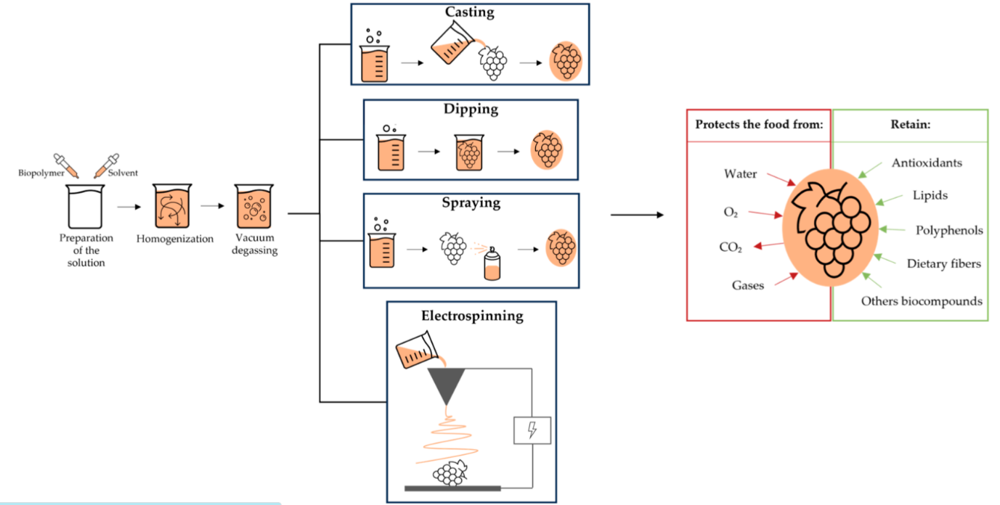 Biopolymer
Solvent
Preparation
of the
solution
Homogenization
Vacuum
degassing
Casting
Dipping
Spraying
Electrospinning
Protects the food from:
Water
O₂
CO₂
Gases
Retain:
Antioxidants
Lipids
Polyphenols
Dietary fibers
Others biocompounds